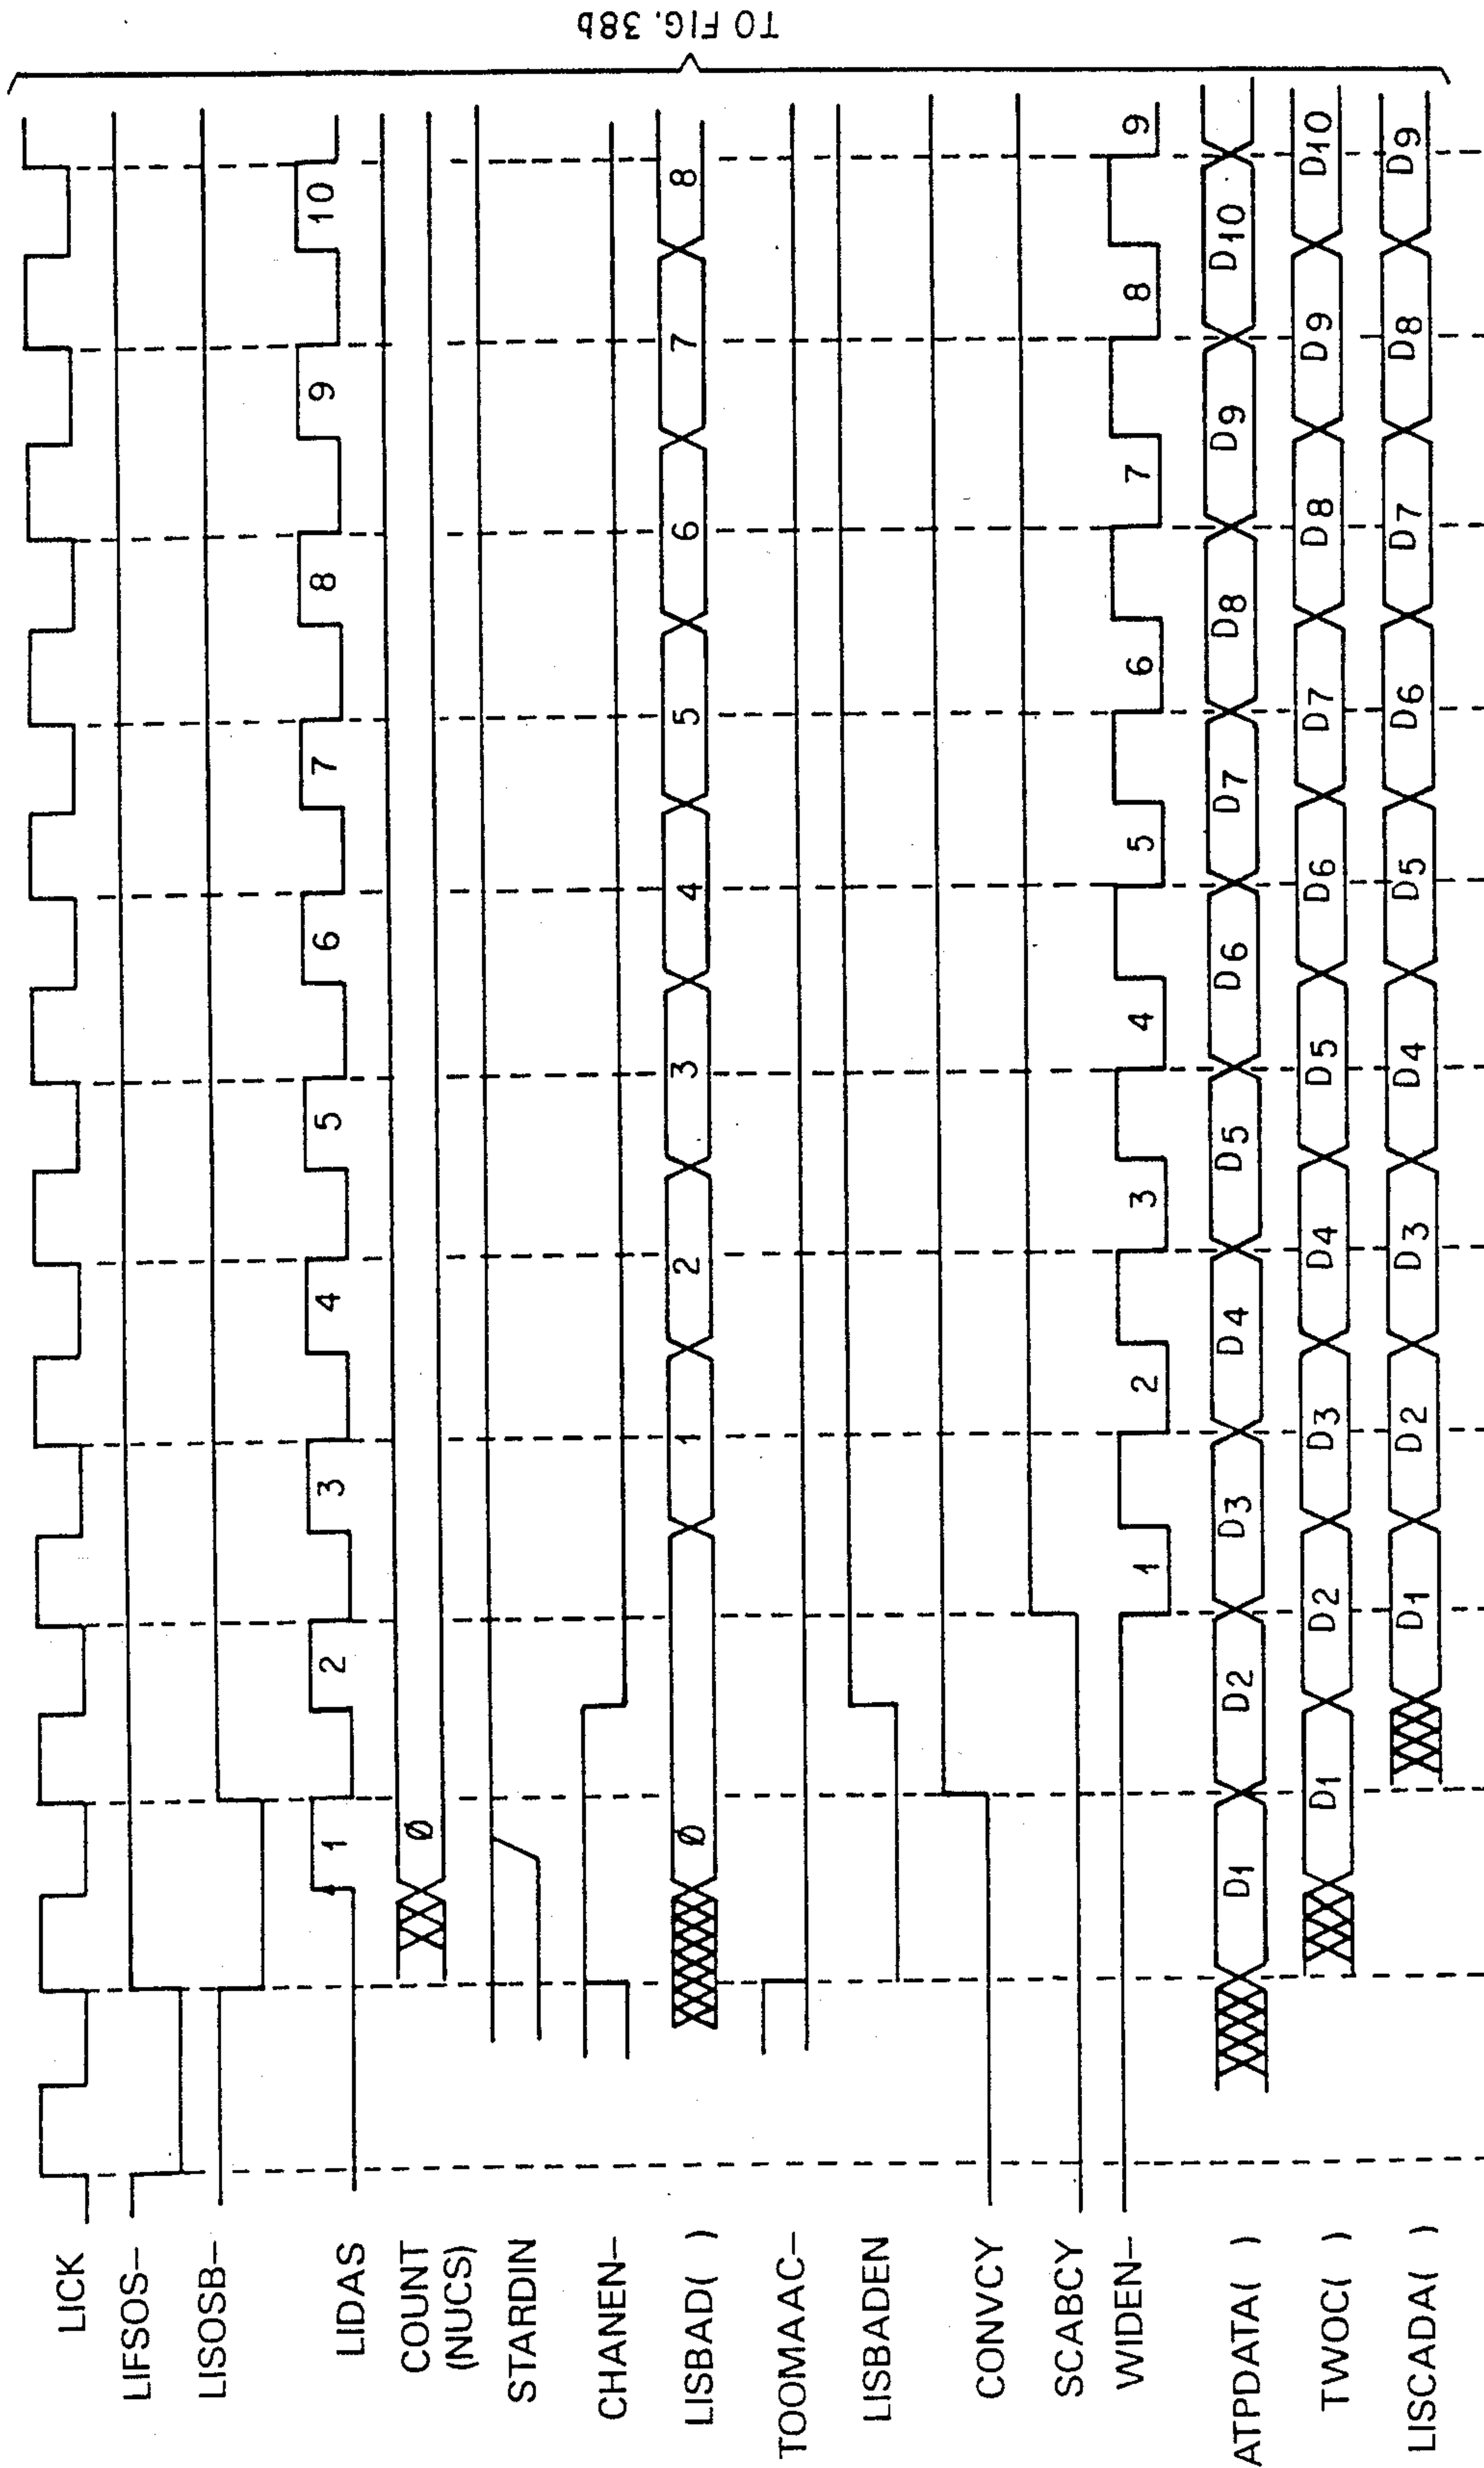 LICK
LIFSOS–
LISOSB–
LIDAS 1 2 3 4 5 6 7 8 9 10
COUNT
(NUCS) Ø
STARDIN
CHANEN–
LISBAD( ) Ø 1 2 3 4 5 6 7 8
TOOMAAC–
LISBADEN
CONVCY
SCABCY
WIDEN– 1 2 3 4 5 6 7 8 9
ATPDATA( ) D1 D2 D3 D4 D5 D6 D7 D8 D9 D10
TWOC( ) D1 D2 D3 D4 D5 D6 D7 D8 D9 D10
LISCADA( ) D1 D2 D3 D4 D5 D6 D7 D8 D9
TO FIG. 38b